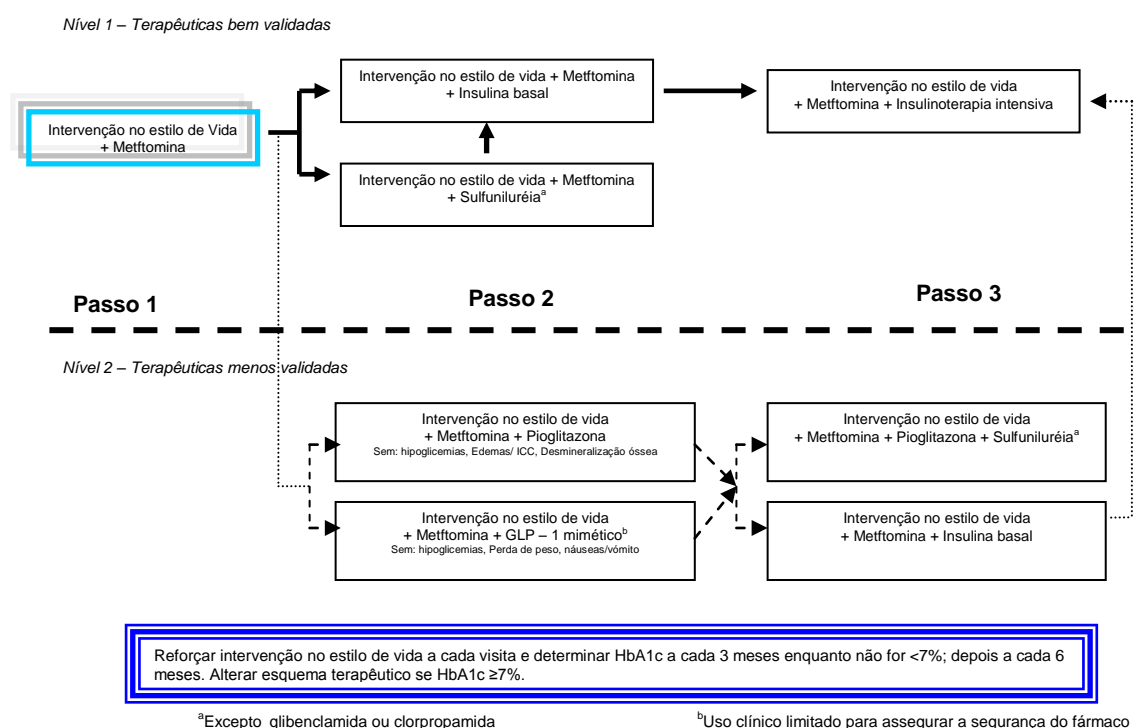 Nível 1 – Terapêuticas bem validadas
Intervenção no estilo de Vida
+ Metftomina
Intervenção no estilo de vida + Metftomina
+ Insulina basal
Intervenção no estilo de vida
+ Metftomina + Insulinoterapia intensiva
Intervenção no estilo de vida + Metftomina
+ Sulfuniluréiaᵃ
Passo 1
Passo 2
Passo 3
Nível 2 – Terapêuticas menos validadas
Intervenção no estilo de vida
+ Metftomina + Pioglitazona
Sem: hipoglicemias, Edemas/ ICC, Desmineralização óssea
Intervenção no estilo de vida
+ Metftomina + Pioglitazona + Sulfuniluréiaᵃ
Intervenção no estilo de vida
+ Metftomina + GLP – 1 miméticoᵇ
Sem: hipoglicemias, Perda de peso, náuseas/vómito
Intervenção no estilo de vida
+ Metftomina + Insulina basal
Reforçar intervenção no estilo de vida a cada visita e determinar HbA1c a cada 3 meses enquanto não for <7%; depois a cada 6
meses. Alterar esquema terapêutico se HbA1c ≥7%.
ᵃExcepto glibenclamida ou clorpropamida
ᵇUso clínico limitado para assegurar a segurança do fármaco